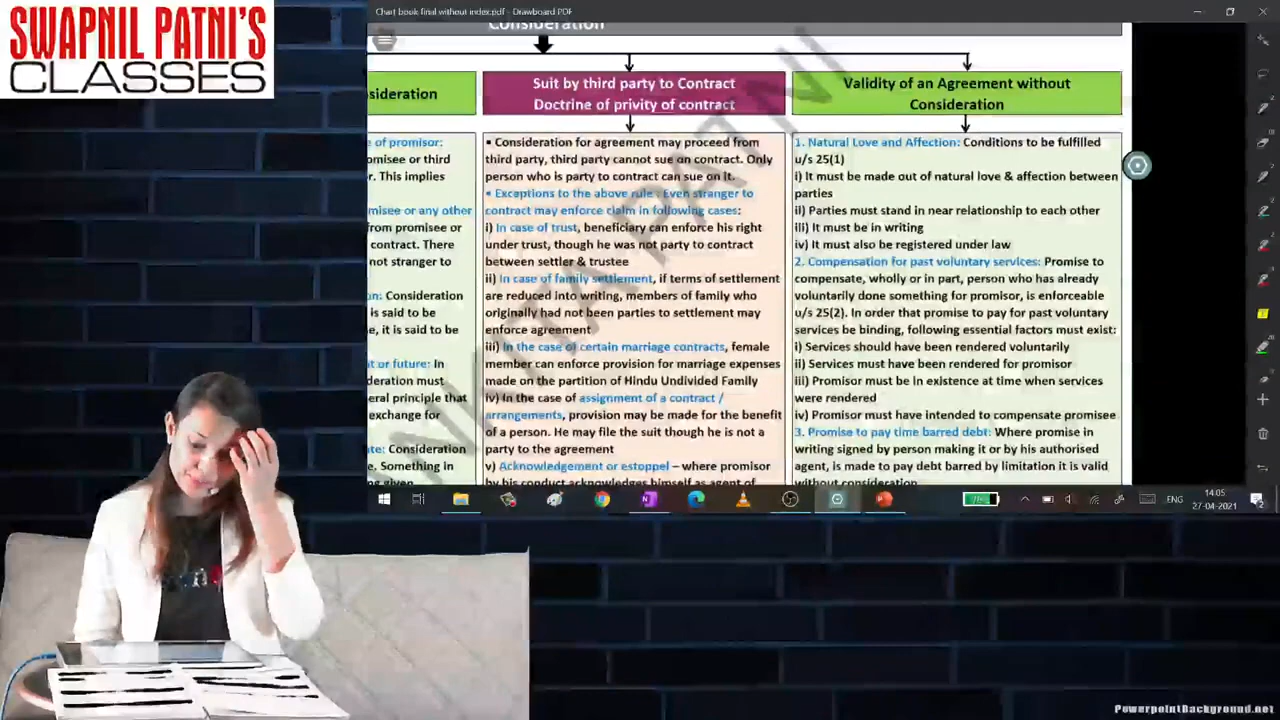 SWAPNIL PATNI'S
CLASSES
Chart book final without index.pdf - Drawboard PDF
Consideration
sideration
e of promisor:
omisee or third
r. This implies
misee or any other
from promisee or
contract. There
not stranger to
n: Consideration
is said to be
e, it is said to be
t or future: In
deration must
eral principle that
exchange for
te: Consideration
e. Something in
ng given
Suit by third party to Contract
Doctrine of privity of contract
▪ Consideration for agreement may proceed from
third party, third party cannot sue on contract. Only
person who is party to contract can sue on it.
▪ Exceptions to the above rule : Even stranger to
contract may enforce claim in following cases:
i) In case of trust, beneficiary can enforce his right
under trust, though he was not party to contract
between settler & trustee
ii) In case of family settlement, if terms of settlement
are reduced into writing, members of family who
originally had not been parties to settlement may
enforce agreement
iii) In the case of certain marriage contracts, female
member can enforce provision for marriage expenses
made on the partition of Hindu Undivided Family
iv) In the case of assignment of a contract /
arrangements, provision may be made for the benefit
of a person. He may file the suit though he is not a
party to the agreement
v) Acknowledgement or estoppel – where promisor
by his conduct acknowledges himself as agent of
Validity of an Agreement without
Consideration
1. Natural Love and Affection: Conditions to be fulfilled
u/s 25(1)
i) It must be made out of natural love & affection between
parties
ii) Parties must stand in near relationship to each other
iii) It must be in writing
iv) It must also be registered under law
2. Compensation for past voluntary services: Promise to
compensate, wholly or in part, person who has already
voluntarily done something for promisor, is enforceable
u/s 25(2). In order that promise to pay for past voluntary
services be binding, following essential factors must exist:
i) Services should have been rendered voluntarily
ii) Services must have been rendered for promisor
iii) Promisor must be in existence at time when services
were rendered
iv) Promisor must have intended to compensate promisee
3. Promise to pay time barred debt: Where promise in
writing signed by person making it or by his authorised
agent, is made to pay debt barred by limitation it is valid
without consideration
NKITA PATNI
ENG
14:05
27-04-2021
PowerpointBackground.net